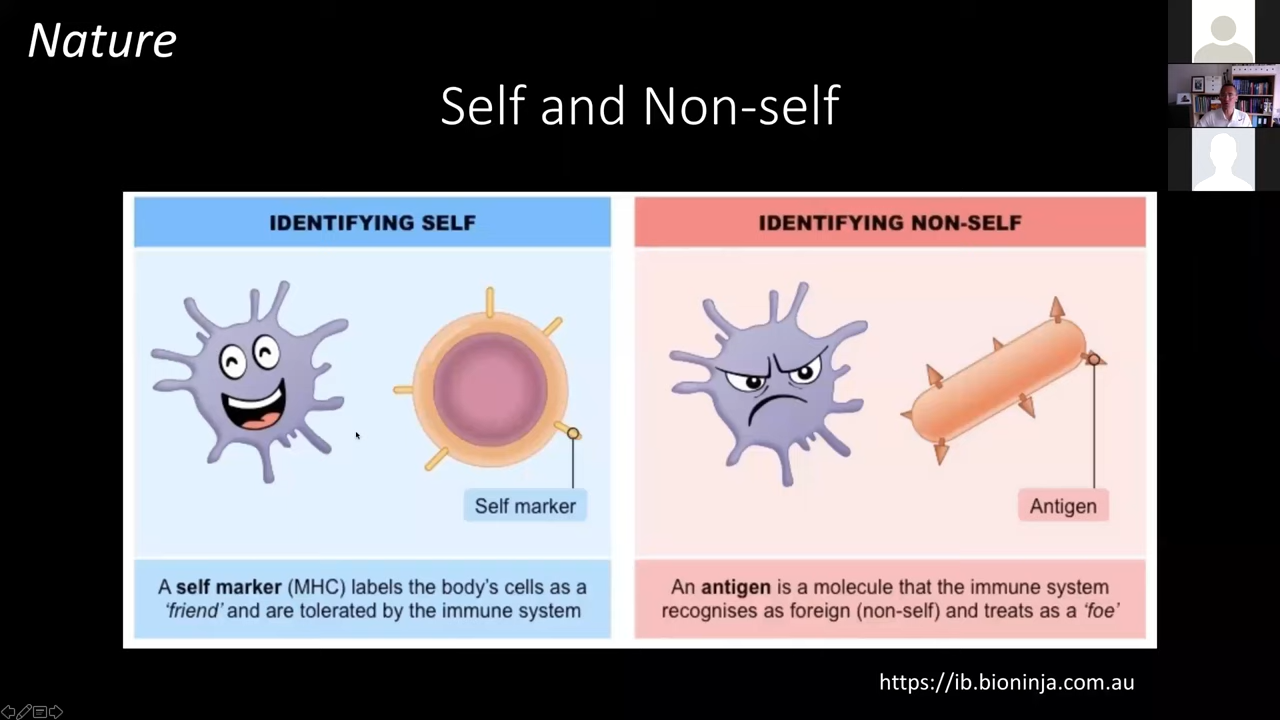 Nature
Self and Non-self
IDENTIFYING SELF
Self marker
A self marker (MHC) labels the body's cells as a
'friend' and are tolerated by the immune system
IDENTIFYING NON-SELF
Antigen
An antigen is a molecule that the immune system
recognises as foreign (non-self) and treats as a 'foe'
https://ib.bioninja.com.au